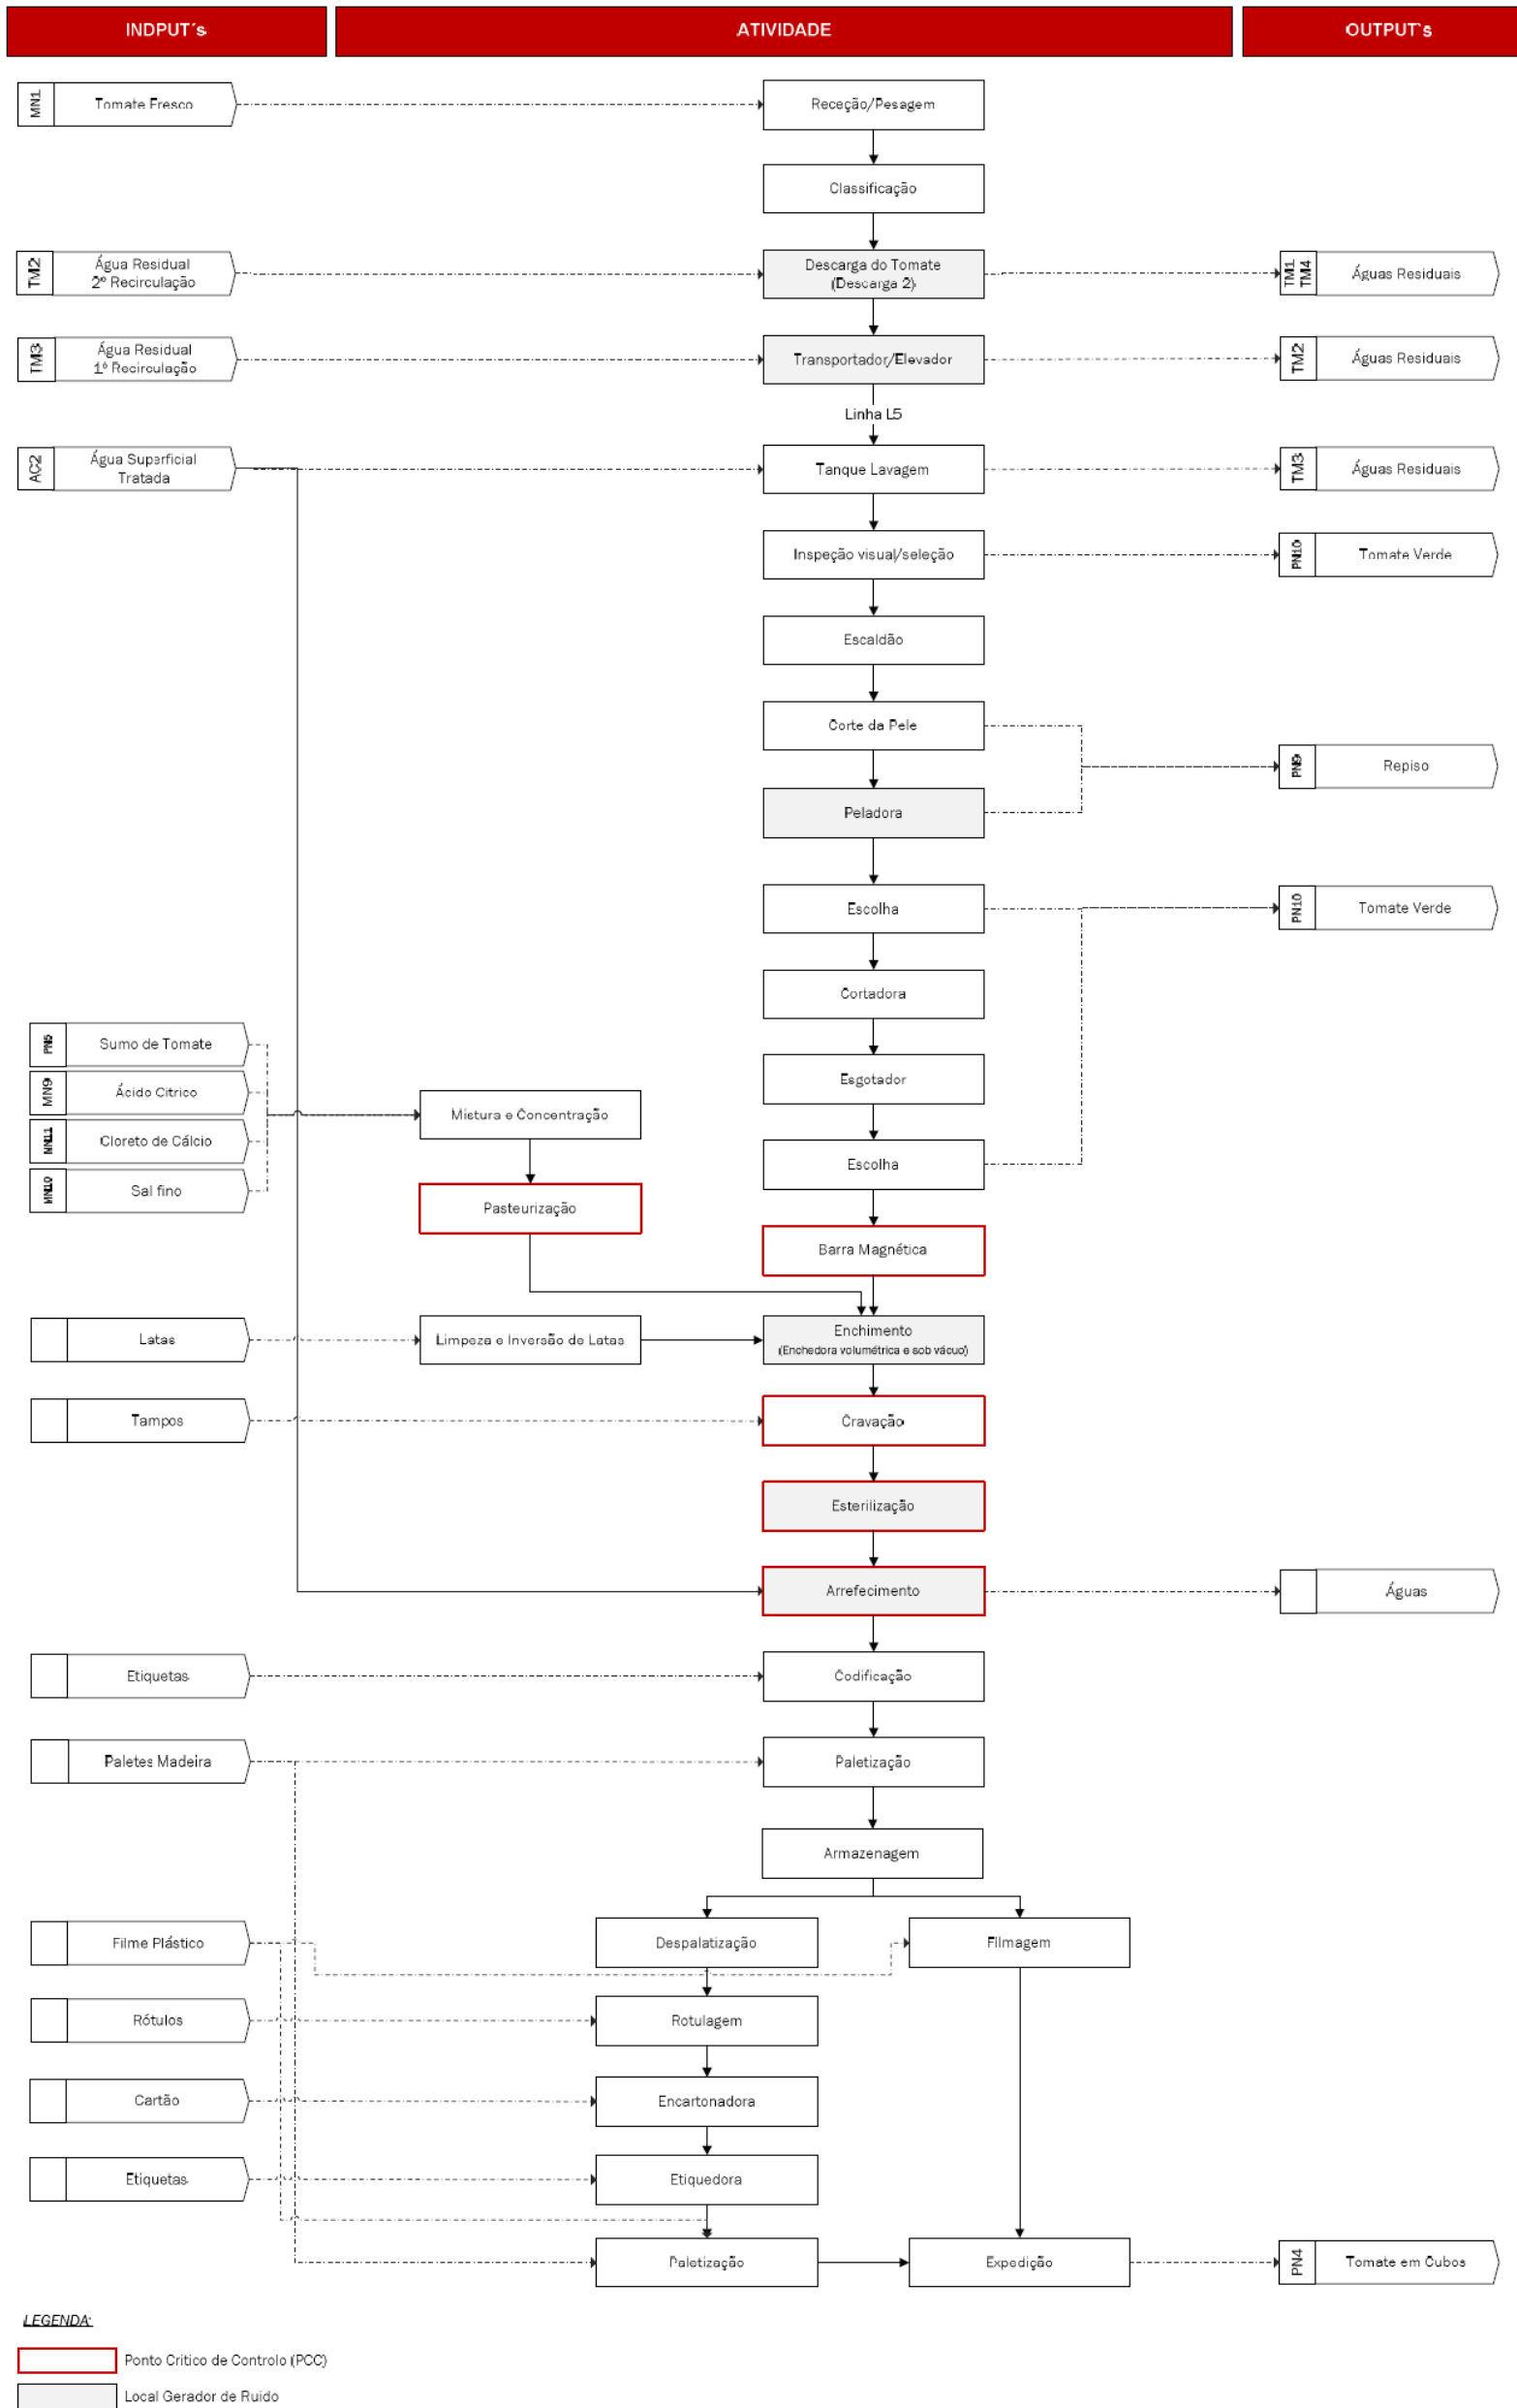 INDPUT´s
ATIVIDADE
OUTPUT`s
MN1
Tomate Fresco
Receção/Pesagem
Classificação
TM2
Água Residual
2ª Recirculação
Descarga do Tomate
(Descarga 2)
TM1
TM4
Águas Residuais
TM3
Água Residual
1ª Recirculação
Transportador/Elevador
TM2
Águas Residuais
Linha L5
AC2
Água Superficial
Tratada
Tanque Lavagem
TM3
Águas Residuais
Inspeção visual/seleção
PN10
Tomate Verde
Escaldão
Corte da Pele
PN9
Repiso
Peladora
Escolha
PN10
Tomate Verde
Cortadora
Esgotador
Escolha
Barra Magnética
Sumo de Tomate
MN9
Ácido Cítrico
Cloreto de Cálcio
MN10
Sal fino
Mistura e Concentração
Pasteurização
Latas
Limpeza e Inversão de Latas
Enchimento
(Enchedora volumétrica e sob vácuo)
Tampos
Cravação
Esterilização
Arrefecimento
Águas
Etiquetas
Codificação
Paletes Madeira
Paletização
Armazenagem
Filme Plástico
Despalatização
Filmagem
Rótulos
Rotulagem
Cartão
Encartonadora
Etiquetas
Etiquedora
Paletização
Expedição
PN4
Tomate em Cubos
LEGENDA:
Ponto Critico de Controlo (PCC)
Local Gerador de Ruido